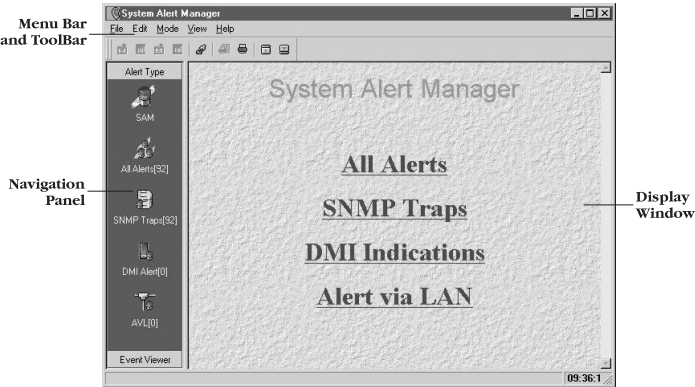 System Alert Manager
Menu Bar
and ToolBar
File Edit Mode View Help
Alert Type
SAM
All Alerts[92]
SNMP Traps[92]
DMI Alert[0]
AVL[0]
Event Viewer
Navigation
Panel
System Alert Manager
All Alerts
SNMP Traps
DMI Indications
Alert via LAN
Display
Window
09:36:1